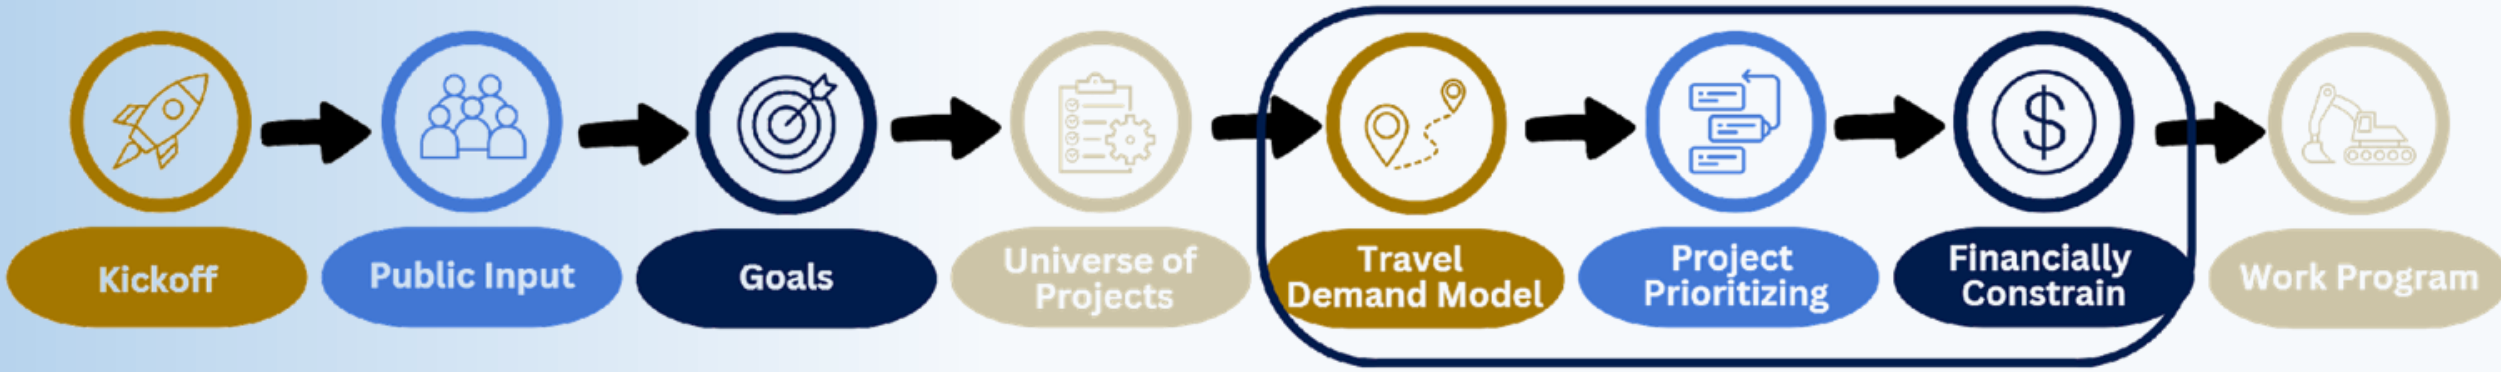 Kickoff
Public Input
Goals
Universe of
Projects
Travel
Demand Model
Project
Prioritizing
Financially
Constrain
Work Program